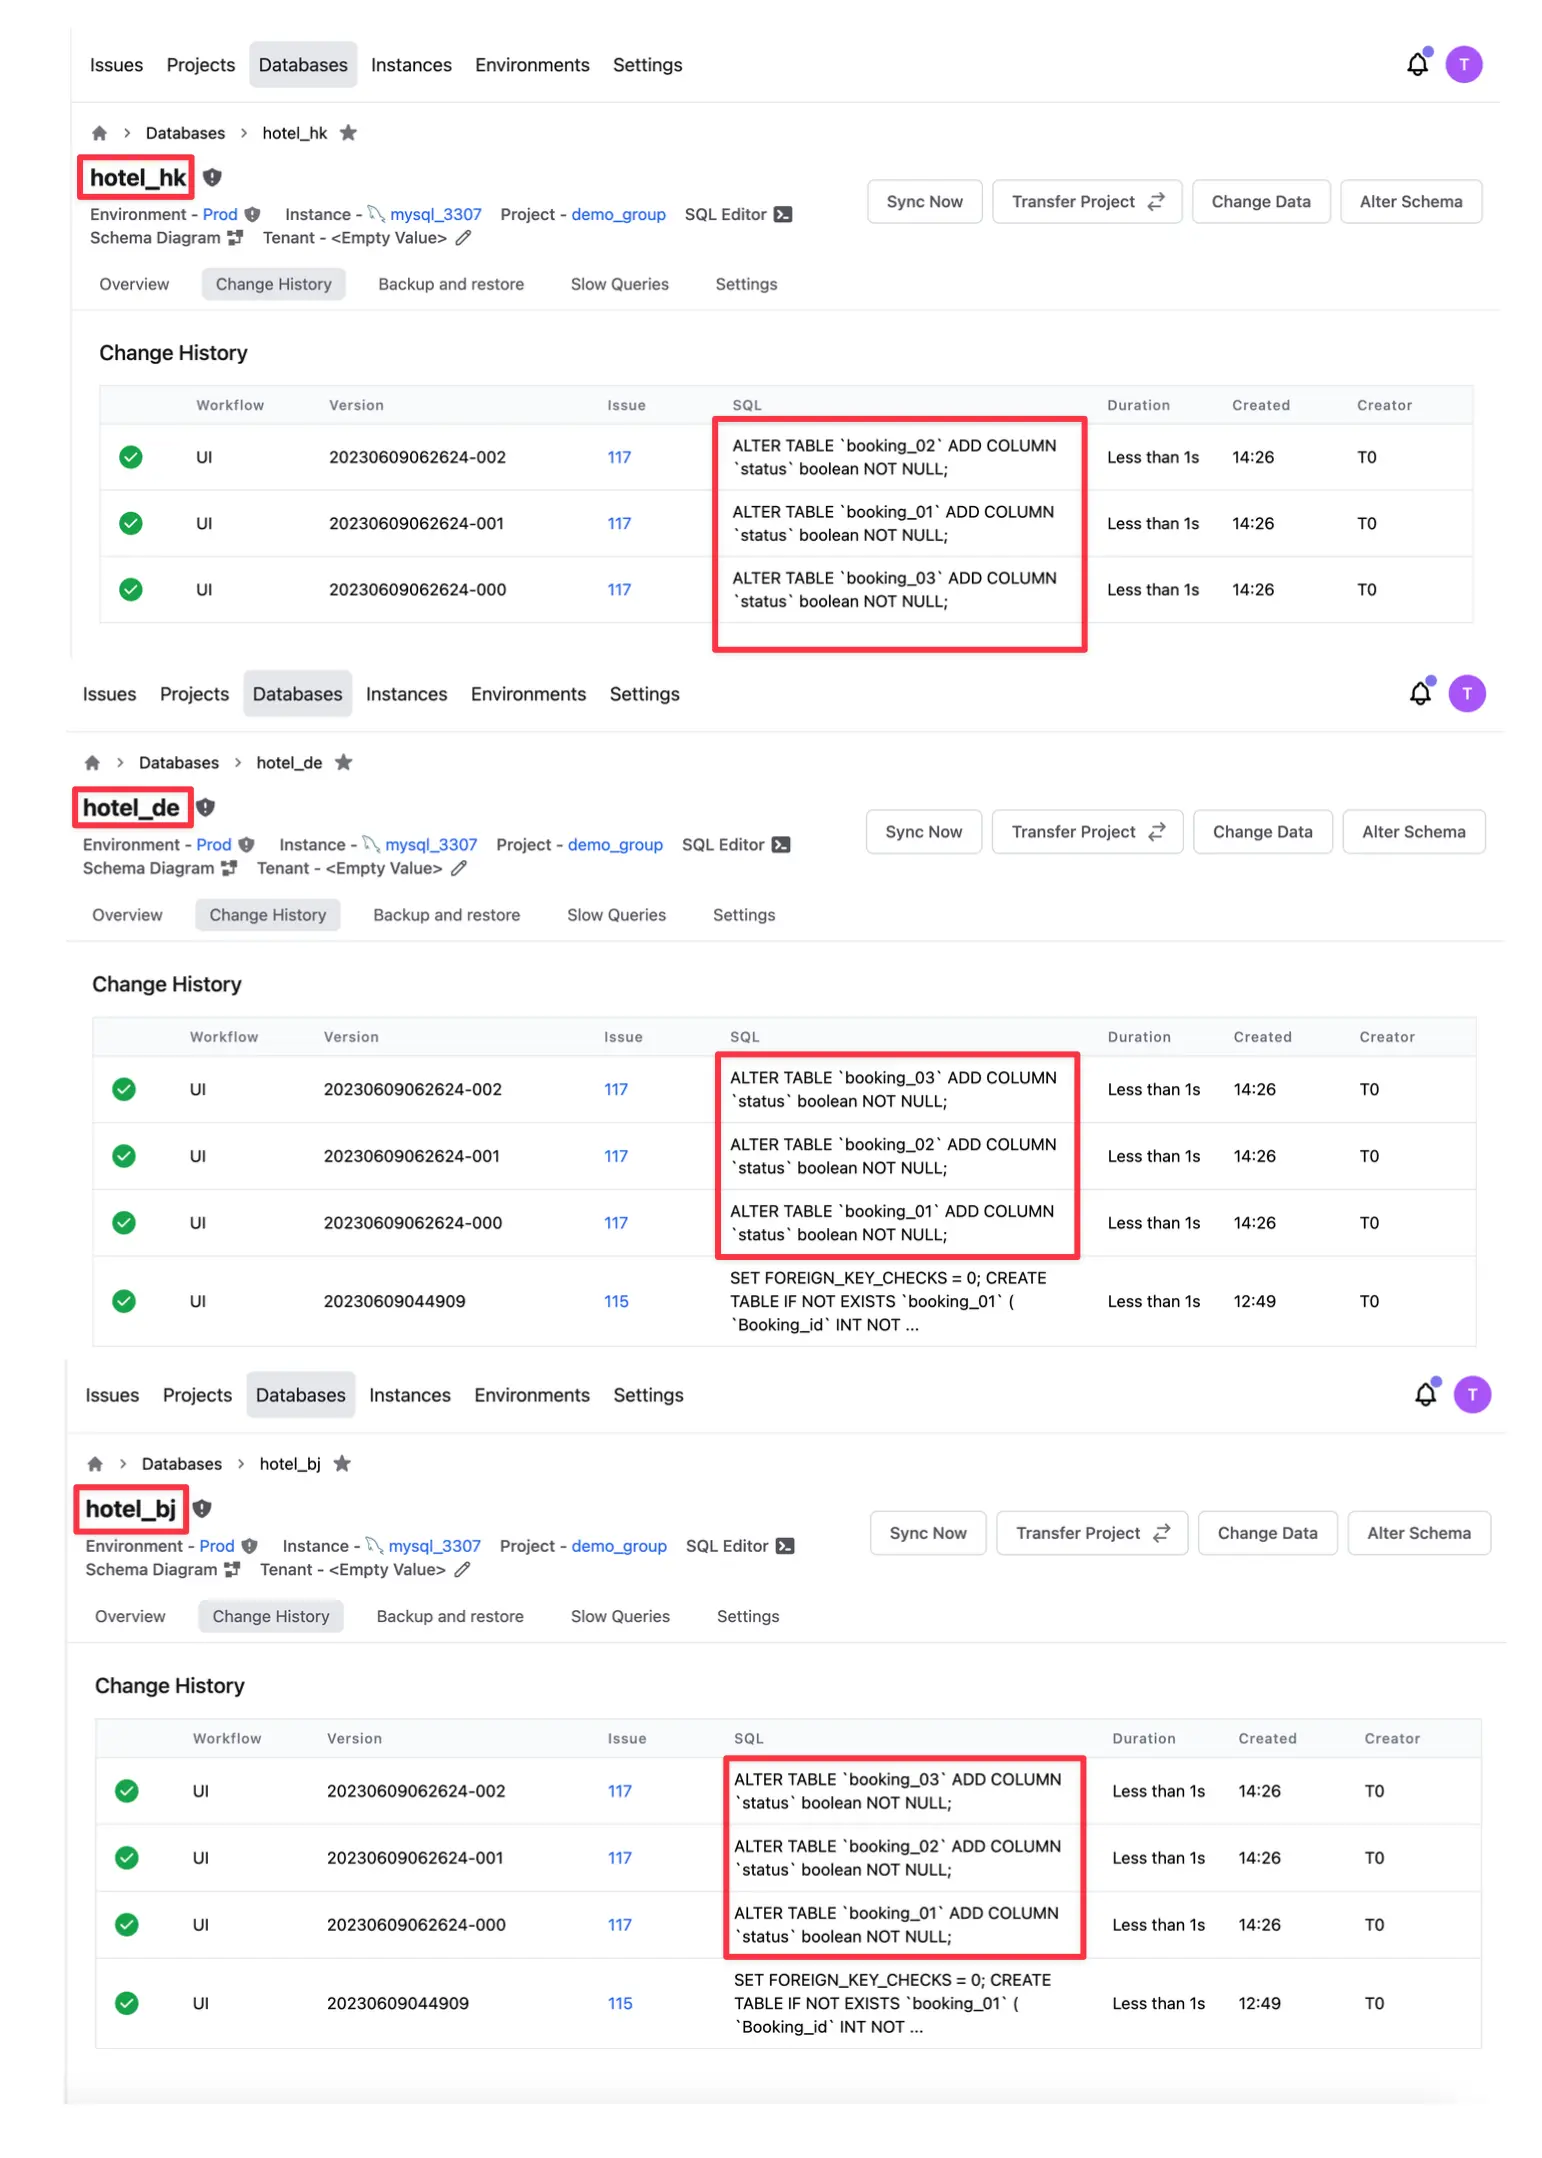 Issues Projects Databases Instances Environments Settings T
Databases > hotel_hk
hotel_hk
Environment - Prod Instance - mysql_3307 Project - demo_group SQL Editor
Schema Diagram Tenant - <Empty Value>
Sync Now Transfer Project Change Data Alter Schema
Overview Change History Backup and restore Slow Queries Settings
Change History
Workflow Version Issue SQL Duration Created Creator
UI 20230609062624-002 117 ALTER TABLE `booking_02` ADD COLUMN
`status` boolean NOT NULL; Less than 1s 14:26 T0
UI 20230609062624-001 117 ALTER TABLE `booking_01` ADD COLUMN
`status` boolean NOT NULL; Less than 1s 14:26 T0
UI 20230609062624-000 117 ALTER TABLE `booking_03` ADD COLUMN
`status` boolean NOT NULL; Less than 1s 14:26 T0
Issues Projects Databases Instances Environments Settings T
Databases > hotel_de
hotel_de
Environment - Prod Instance - mysql_3307 Project - demo_group SQL Editor
Schema Diagram Tenant - <Empty Value>
Sync Now Transfer Project Change Data Alter Schema
Overview Change History Backup and restore Slow Queries Settings
Change History
Workflow Version Issue SQL Duration Created Creator
UI 20230609062624-002 117 ALTER TABLE `booking_03` ADD COLUMN
`status` boolean NOT NULL; Less than 1s 14:26 T0
UI 20230609062624-001 117 ALTER TABLE `booking_02` ADD COLUMN
`status` boolean NOT NULL; Less than 1s 14:26 T0
UI 20230609062624-000 117 ALTER TABLE `booking_01` ADD COLUMN
`status` boolean NOT NULL; Less than 1s 14:26 T0
SET FOREIGN_KEY_CHECKS = 0; CREATE
UI 20230609044909 115 TABLE IF NOT EXISTS `booking_01` ( Less than 1s 12:49 T0
`Booking_id` INT NOT ...
Issues Projects Databases Instances Environments Settings T
Databases > hotel_bj
hotel_bj
Environment - Prod Instance - mysql_3307 Project - demo_group SQL Editor
Schema Diagram Tenant - <Empty Value>
Sync Now Transfer Project Change Data Alter Schema
Overview Change History Backup and restore Slow Queries Settings
Change History
Workflow Version Issue SQL Duration Created Creator
UI 20230609062624-002 117 ALTER TABLE `booking_03` ADD COLUMN
`status` boolean NOT NULL; Less than 1s 14:26 T0
UI 20230609062624-001 117 ALTER TABLE `booking_02` ADD COLUMN
`status` boolean NOT NULL; Less than 1s 14:26 T0
UI 20230609062624-000 117 ALTER TABLE `booking_01` ADD COLUMN
`status` boolean NOT NULL; Less than 1s 14:26 T0
SET FOREIGN_KEY_CHECKS = 0; CREATE
UI 20230609044909 115 TABLE IF NOT EXISTS `booking_01` ( Less than 1s 12:49 T0
`Booking_id` INT NOT ...